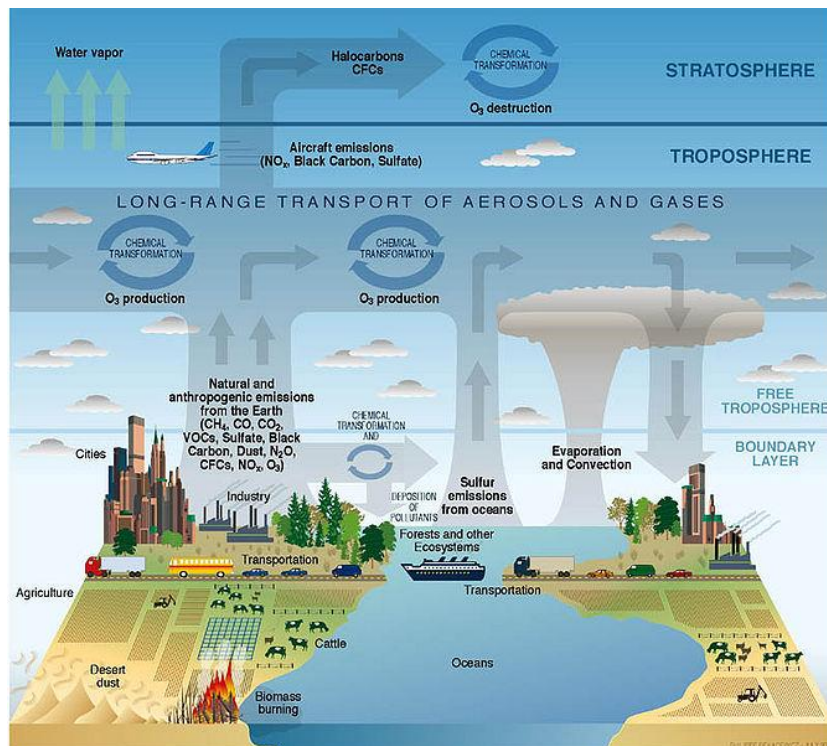 Water vapor
Halocarbons
CFCs
CHEMICAL
TRANSFORMATION
O₃ destruction
STRATOSPHERE
Aircraft emissions
(NOₓ, Black Carbon, Sulfate)
TROPOSPHERE
LONG-RANGE TRANSPORT OF AEROSOLS AND GASES
CHEMICAL
TRANSFORMATION
O₃ production
CHEMICAL
TRANSFORMATION
O₃ production
Natural and
anthropogenic emissions
from the Earth
(CH₄, CO, CO₂,
VOCs, Sulfate, Black
Carbon, Dust, N₂O,
CFCs, NOₓ, O₃)
CHEMICAL
TRANSFORMATION
AND
DEPOSITION
OF
POLLUTANTS
FREE
TROPOSPHERE
BOUNDARY
LAYER
Cities
Industry
Sulfur
emissions
from oceans
Evaporation
and Convection
Forests and other
Ecosystems
Transportation
Transportation
Agriculture
Cattle
Oceans
Desert
dust
Biomass
burning